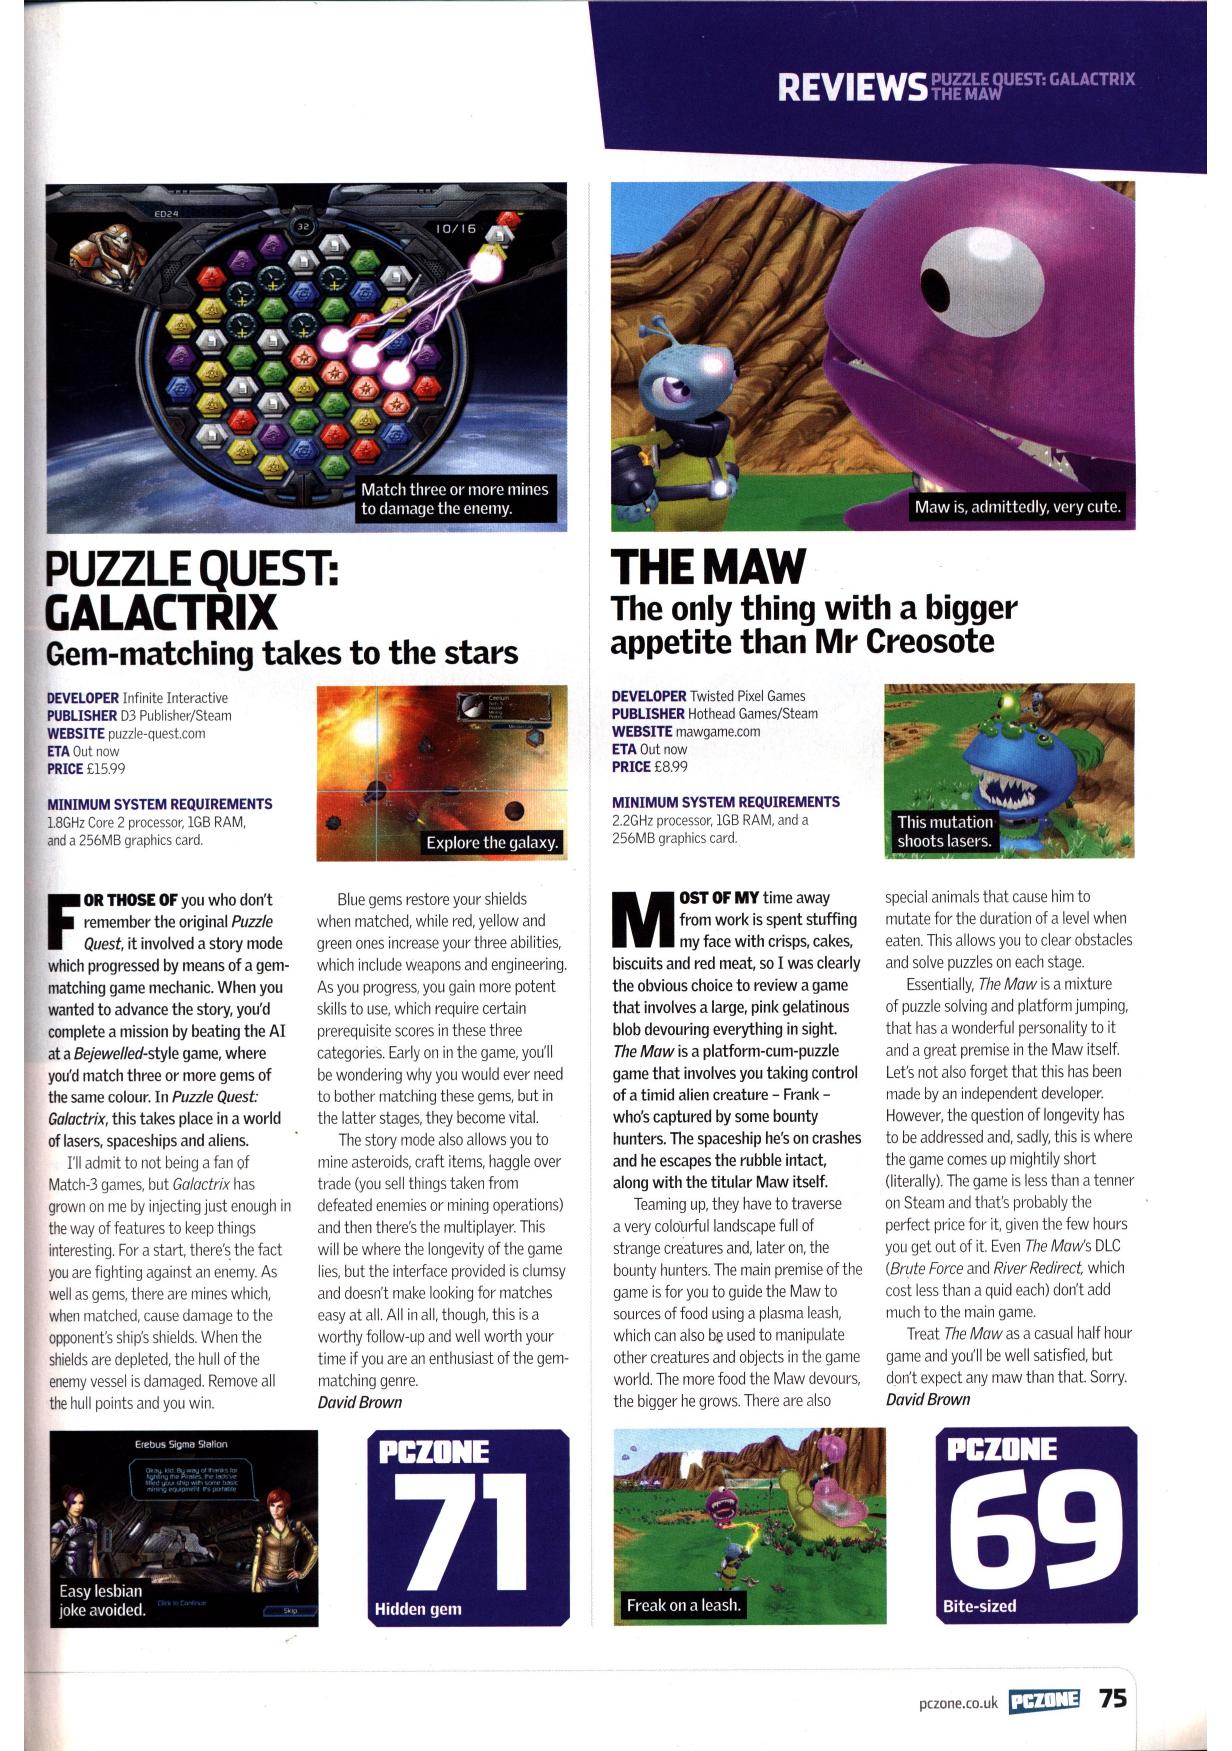 REVIEWS PUZZLE QUEST: GALACTRIX
THE MAW
ED24
32
10/16
Match three or more mines
to damage the enemy.
PUZZLE QUEST:
GALACTRIX
Gem-matching takes to the stars
DEVELOPER Infinite Interactive
PUBLISHER D3 Publisher/Steam
WEBSITE puzzle-quest.com
ETA Out now
PRICE £15.99
MINIMUM SYSTEM REQUIREMENTS
1.8GHz Core 2 processor, 1GB RAM,
and a 256MB graphics card.
Explore the galaxy.
FOR THOSE OF you who don't
remember the original Puzzle
Quest, it involved a story mode
which progressed by means of a gem-
matching game mechanic. When you
wanted to advance the story, you'd
complete a mission by beating the AI
at a Bejewelled-style game, where
you'd match three or more gems of
the same colour. In Puzzle Quest:
Galactrix, this takes place in a world
of lasers, spaceships and aliens.
I'll admit to not being a fan of
Match-3 games, but Galactrix has
grown on me by injecting just enough in
the way of features to keep things
interesting. For a start, there's the fact
you are fighting against an enemy. As
well as gems, there are mines which,
when matched, cause damage to the
opponent's ship's shields. When the
shields are depleted, the hull of the
enemy vessel is damaged. Remove all
the hull points and you win.
Blue gems restore your shields
when matched, while red, yellow and
green ones increase your three abilities,
which include weapons and engineering.
As you progress, you gain more potent
skills to use, which require certain
prerequisite scores in these three
categories. Early on in the game, you'll
be wondering why you would ever need
to bother matching these gems, but in
the latter stages, they become vital.
The story mode also allows you to
mine asteroids, craft items, haggle over
trade (you sell things taken from
defeated enemies or mining operations)
and then there's the multiplayer. This
will be where the longevity of the game
lies, but the interface provided is clumsy
and doesn't make looking for matches
easy at all. All in all, though, this is a
worthy follow-up and well worth your
time if you are an enthusiast of the gem-
matching genre.
David Brown
Erebus Sigma Station
Okay, kid. By way of thanks for
fighting the Pirates, the lads've
fitted your ship with some basic
mining equipment. It's portable
Click to Continue
Skip
Easy lesbian
joke avoided.
PCZONE
71
Hidden gem
Maw is, admittedly, very cute.
THE MAW
The only thing with a bigger
appetite than Mr Creosote
DEVELOPER Twisted Pixel Games
PUBLISHER Hothead Games/Steam
WEBSITE mawgame.com
ETA Out now
PRICE £8.99
MINIMUM SYSTEM REQUIREMENTS
2.2GHz processor, 1GB RAM, and a
256MB graphics card.
This mutation
shoots lasers.
MOST OF MY time away
from work is spent stuffing
my face with crisps, cakes,
biscuits and red meat, so I was clearly
the obvious choice to review a game
that involves a large, pink gelatinous
blob devouring everything in sight.
The Maw is a platform-cum-puzzle
game that involves you taking control
of a timid alien creature – Frank –
who's captured by some bounty
hunters. The spaceship he's on crashes
and he escapes the rubble intact,
along with the titular Maw itself.
Teaming up, they have to traverse
a very colourful landscape full of
strange creatures and, later on, the
bounty hunters. The main premise of the
game is for you to guide the Maw to
sources of food using a plasma leash,
which can also be used to manipulate
other creatures and objects in the game
world. The more food the Maw devours,
the bigger he grows. There are also
special animals that cause him to
mutate for the duration of a level when
eaten. This allows you to clear obstacles
and solve puzzles on each stage.
Essentially, The Maw is a mixture
of puzzle solving and platform jumping,
that has a wonderful personality to it
and a great premise in the Maw itself.
Let's not also forget that this has been
made by an independent developer.
However, the question of longevity has
to be addressed and, sadly, this is where
the game comes up mightily short
(literally). The game is less than a tenner
on Steam and that's probably the
perfect price for it, given the few hours
you get out of it. Even The Maw's DLC
(Brute Force and River Redirect, which
cost less than a quid each) don't add
much to the main game.
Treat The Maw as a casual half hour
game and you'll be well satisfied, but
don't expect any maw than that. Sorry.
David Brown
Freak on a leash.
PCZONE
69
Bite-sized
pczone.co.uk PCZONE 75